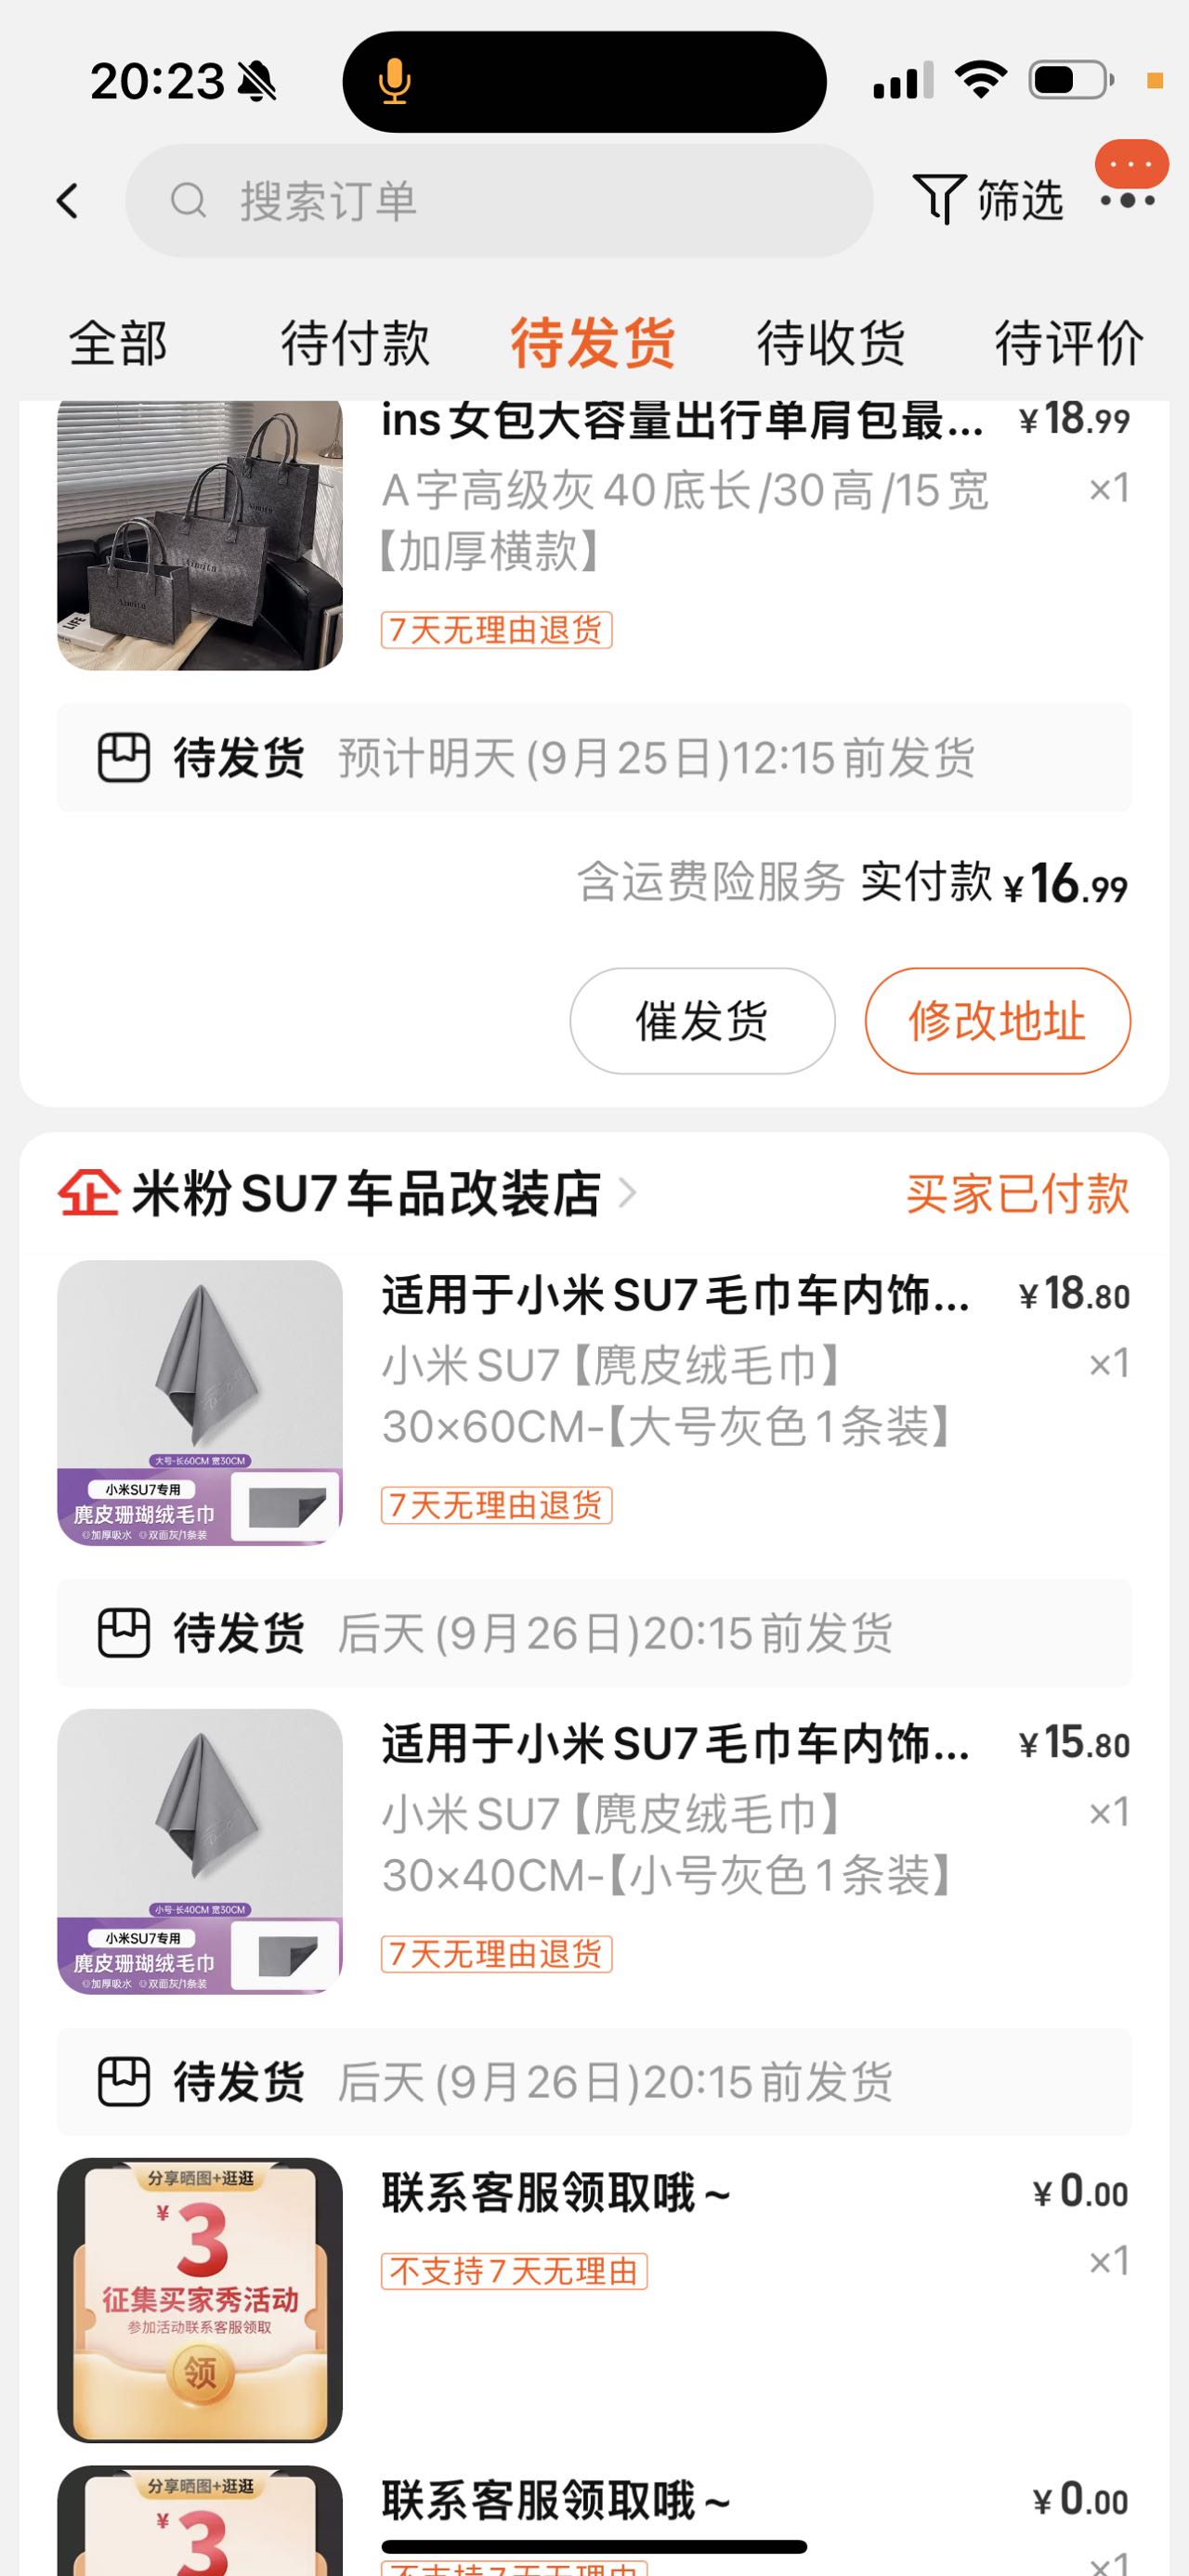 20:23
搜索订单
筛选
全部 待付款 待发货 待收货 待评价
ins女包大容量出行单肩包最... ¥18.99
A字高级灰40底长/30高/15宽 ×1
【加厚横款】
7天无理由退货
待发货 预计明天(9月25日)12:15前发货
含运费险服务 实付款 ¥16.99
催发货 修改地址
企 米粉SU7车品改装店 买家已付款
适用于小米SU7毛巾车内饰... ¥18.80
小米SU7【麂皮绒毛巾】 ×1
30×60CM-【大号灰色1条装】
7天无理由退货
大号-长60CM 宽30CM
小米SU7专用
麂皮珊瑚绒毛巾
加厚吸水 双面灰/1条装
待发货 后天(9月26日)20:15前发货
适用于小米SU7毛巾车内饰... ¥15.80
小米SU7【麂皮绒毛巾】 ×1
30×40CM-【小号灰色1条装】
7天无理由退货
小号-长40CM 宽30CM
小米SU7专用
麂皮珊瑚绒毛巾
加厚吸水 双面灰/1条装
待发货 后天(9月26日)20:15前发货
联系客服领取哦~ ¥0.00
不支持7天无理由 ×1
分享晒图+逛逛
¥3
征集买家秀活动
参加活动联系客服领取
领
联系客服领取哦~ ¥0.00
不支持7天无理由 ×1
分享晒图+逛逛
¥3